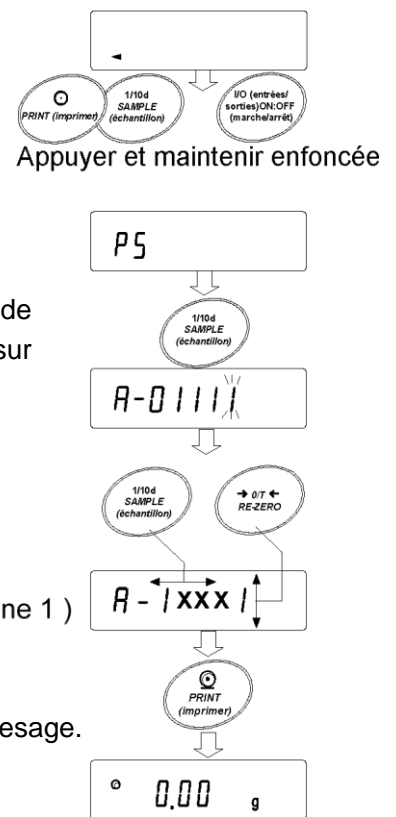 PRINT (imprimer)
1/10d
SAMPLE
(échantillon)
I/O (entrées/
sorties)ON:OFF
(marche/arrêt)
Appuyer et maintenir enfoncée
PS
de
sur
1/10d
SAMPLE
(échantillon)
A-01111
1/10d
SAMPLE
(échantillon)
→ 0/T ←
RE-ZERO
ne 1 )
A-1xxx1
PRINT
(imprimer)
esage.
0.00 g